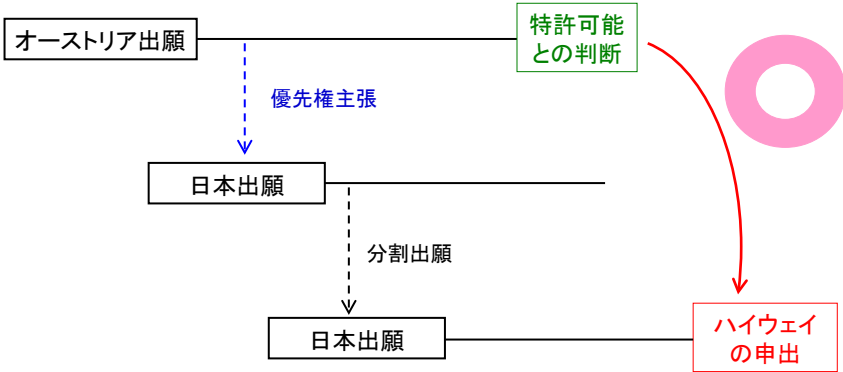 オーストリア出願
特許可能
との判断
優先権主張
日本出願
分割出願
日本出願
ハイウェイ
の申出